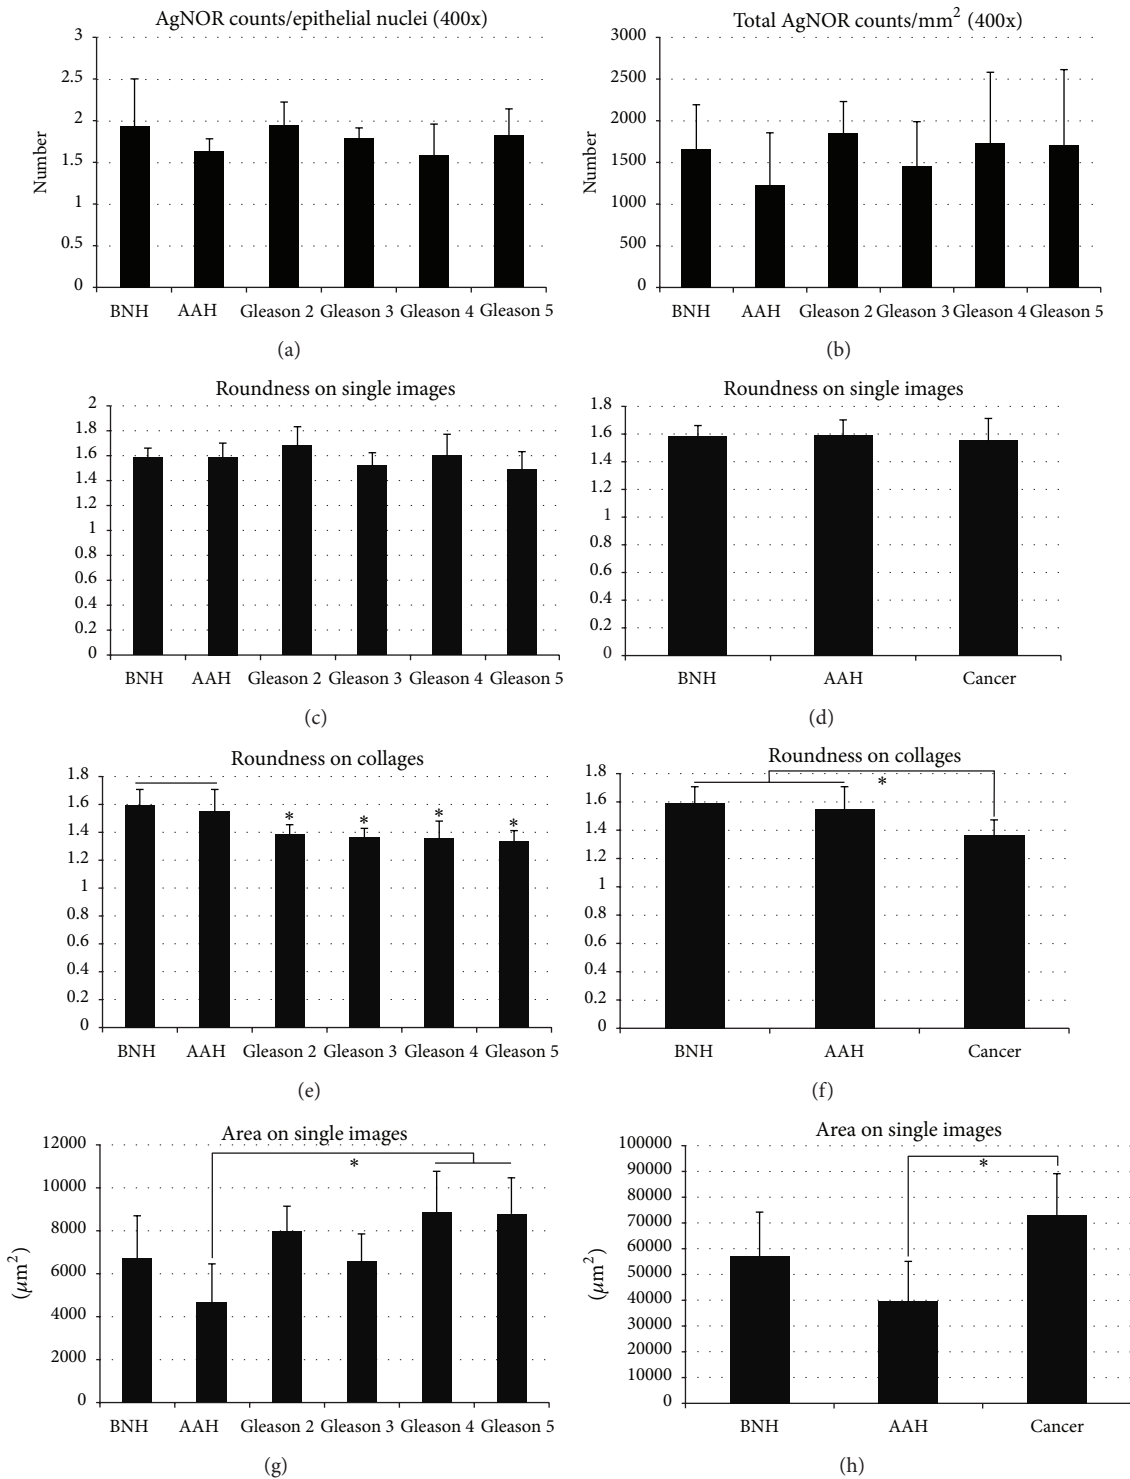 AgNOR counts/epithelial nuclei (400x)
3
2.5
2
1.5
1
0.5
0
Number
BNH AAH Gleason 2 Gleason 3 Gleason 4 Gleason 5
(a)
Total AgNOR counts/mm² (400x)
3000
2500
2000
1500
1000
500
0
Number
BNH AAH Gleason 2 Gleason 3 Gleason 4 Gleason 5
(b)
Roundness on single images
2
1.8
1.6
1.4
1.2
1
0.8
0.6
0.4
0.2
0
BNH AAH Gleason 2 Gleason 3 Gleason 4 Gleason 5
(c)
Roundness on single images
1.8
1.6
1.4
1.2
1
0.8
0.6
0.4
0.2
0
BNH AAH Cancer
(d)
Roundness on collages
1.8
1.6
1.4
1.2
1
0.8
0.6
0.4
0.2
0
* * * *
BNH AAH Gleason 2 Gleason 3 Gleason 4 Gleason 5
(e)
Roundness on collages
1.8
1.6
1.4
1.2
1
0.8
0.6
0.4
0.2
0
*
BNH AAH Cancer
(f)
Area on single images
12000
10000
8000
6000
4000
2000
0
(μm²)
*
BNH AAH Gleason 2 Gleason 3 Gleason 4 Gleason 5
(g)
Area on single images
100000
90000
80000
70000
60000
50000
40000
30000
20000
10000
0
(μm²)
*
BNH AAH Cancer
(h)